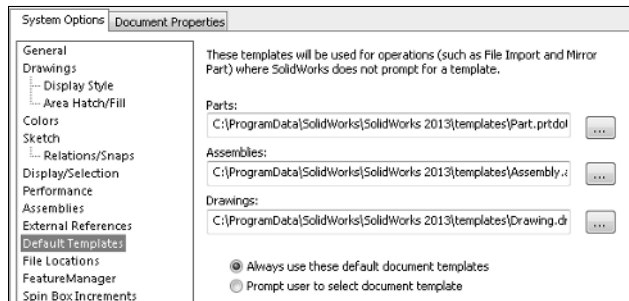 System Options
Document Properties
General
Drawings
Display Style
Area Hatch/Fill
Colors
Sketch
Relations/Snaps
Display/Selection
Performance
Assemblies
External References
Default Templates
File Locations
FeatureManager
Spin Box Increments
These templates will be used for operations (such as File Import and Mirror
Part) where SolidWorks does not prompt for a template.
Parts:
C:\ProgramData\SolidWorks\SolidWorks 2013\templates\Part.prtdot
...
Assemblies:
C:\ProgramData\SolidWorks\SolidWorks 2013\templates\Assembly.a
...
Drawings:
C:\ProgramData\SolidWorks\SolidWorks 2013\templates\Drawing.dr
...
Always use these default document templates
Prompt user to select document template